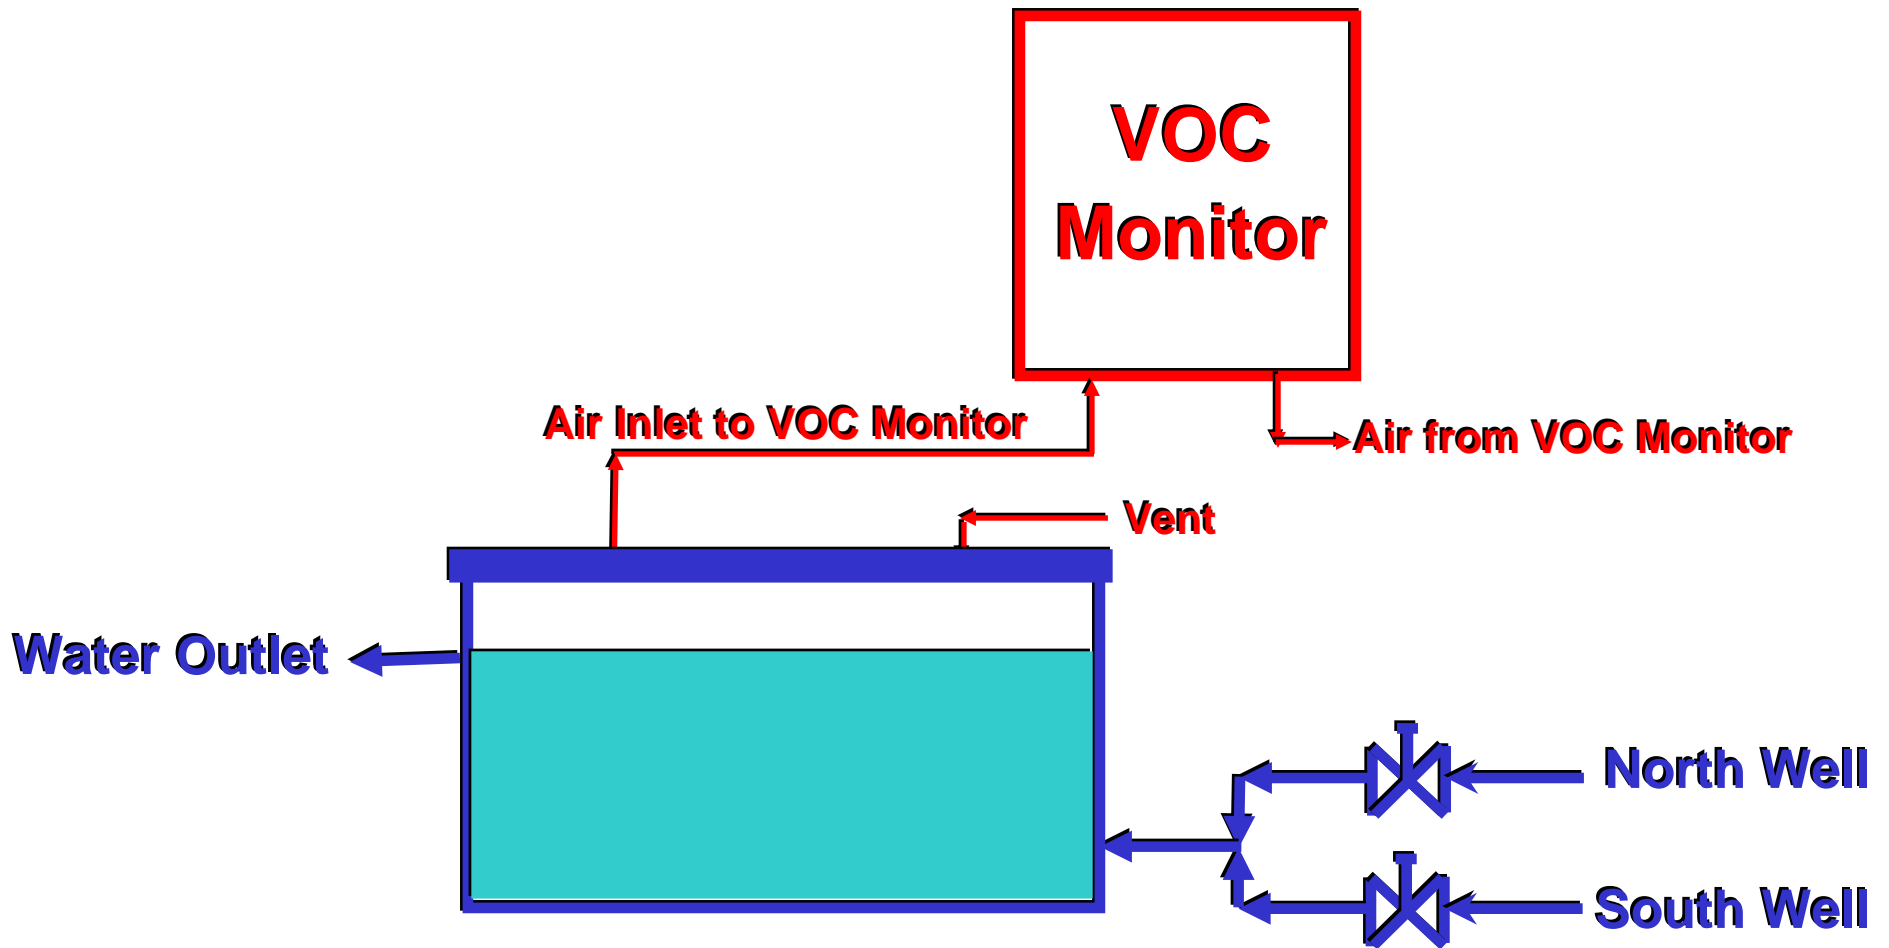 VOC
Monitor
Air Inlet to VOC Monitor
Air from VOC Monitor
Vent
Water Outlet
North Well
South Well